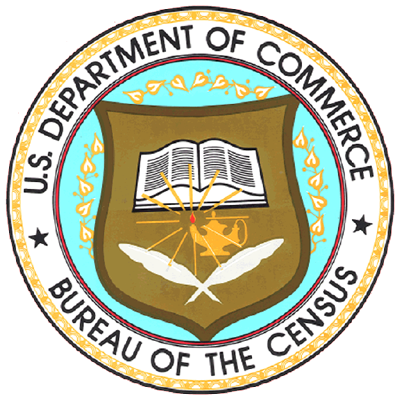 U.S. DEPARTMENT OF COMMERCE
BUREAU OF THE CENSUS